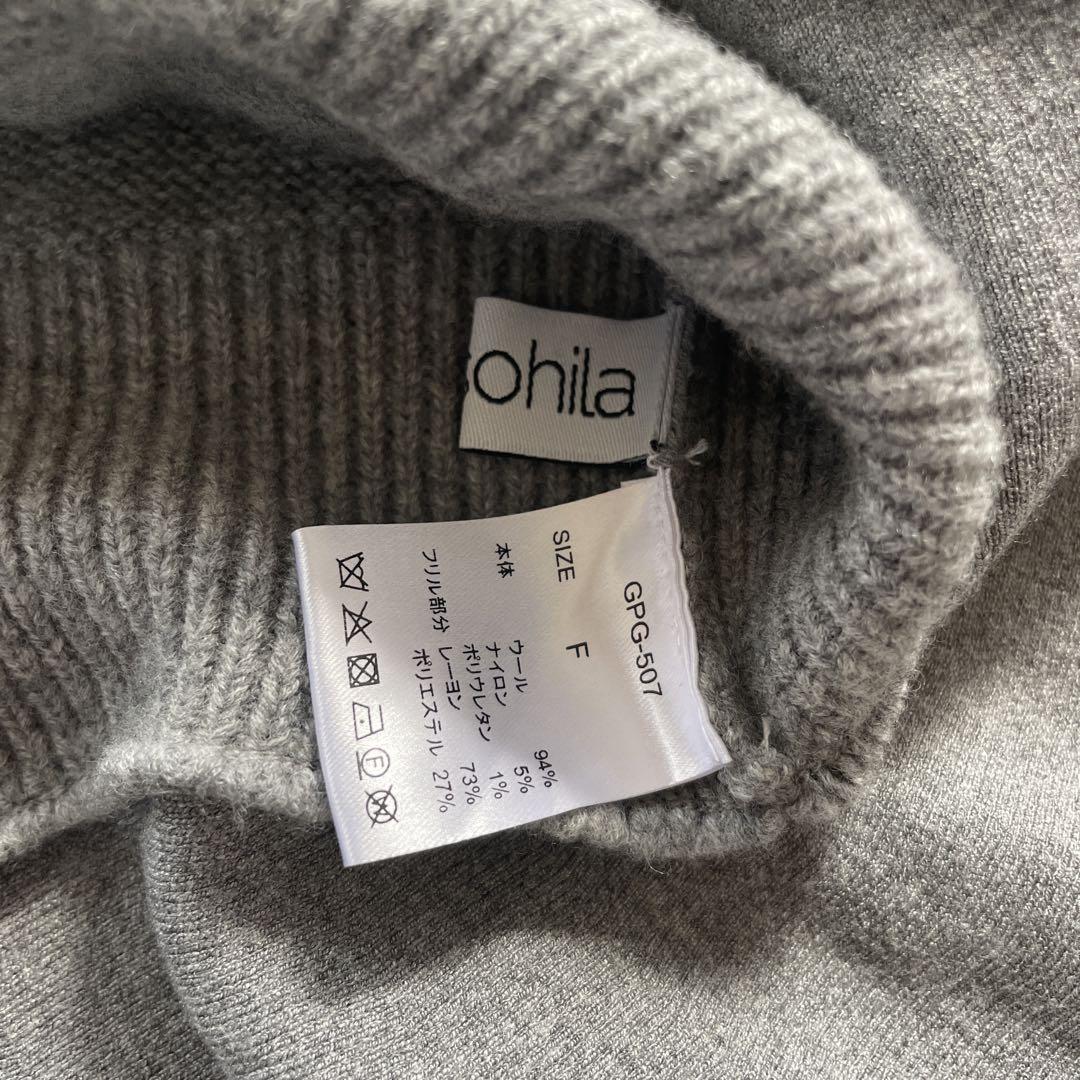 ohila
GPG-507
SIZE F
本体 ウール 94%
ナイロン 5%
ポリウレタン 1%
フリル部分 レーヨン 73%
ポリエステル 27%
F